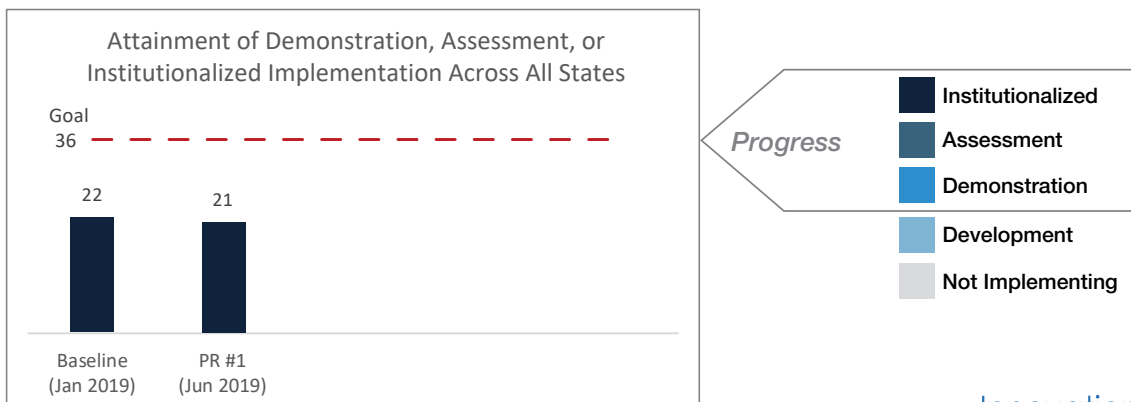 Attainment of Demonstration, Assessment, or
Institutionalized Implementation Across All States
Goal
36
22
21
Baseline
(Jan 2019)
PR #1
(Jun 2019)
Progress
Institutionalized
Assessment
Demonstration
Development
Not Implementing